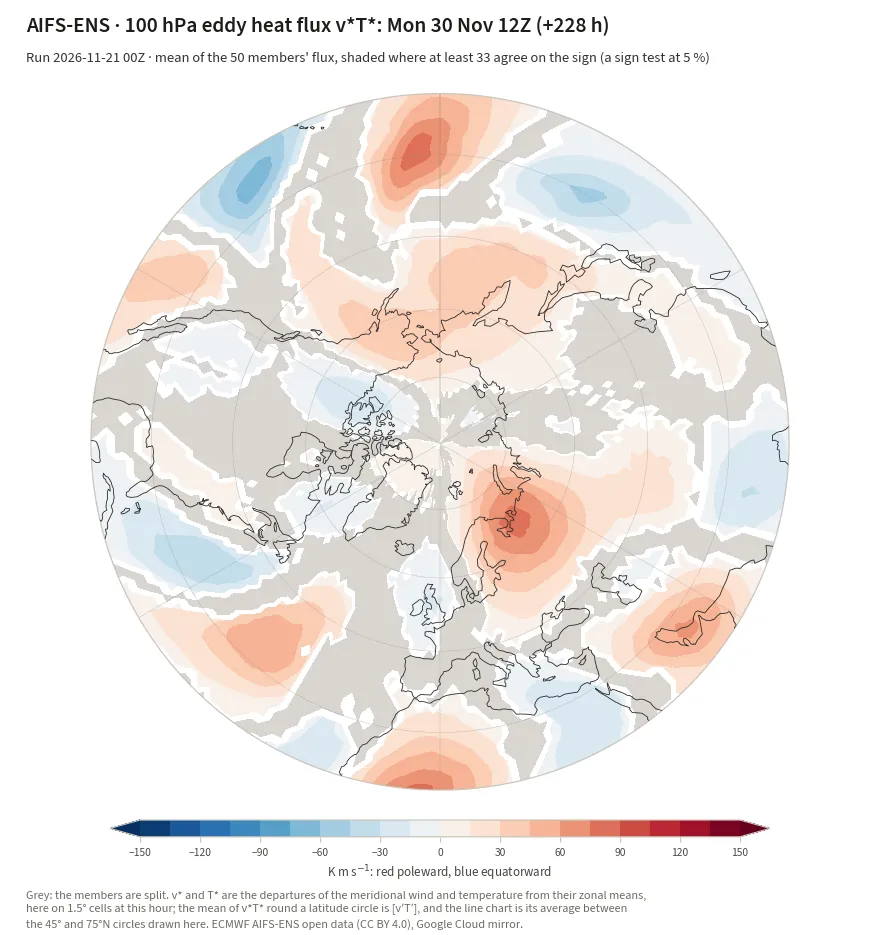 AIFS-ENS · 100 hPa eddy heat flux v*T*: Mon 30 Nov 12Z (+228 h)
Run 2026-11-21 00Z · mean of the 50 members' flux, shaded where at least 33 agree on the sign (a sign test at 5 %)
−150 −120 −90 −60 −30 0 30 60 90 120 150
K m s⁻¹: red poleward, blue equatorward
Grey: the members are split. v* and T* are the departures of the meridional wind and temperature from their zonal means,
here on 1.5° cells at this hour; the mean of v*T* round a latitude circle is [v′T′], and the line chart is its average between
the 45° and 75°N circles drawn here. ECMWF AIFS-ENS open data (CC BY 4.0), Google Cloud mirror.